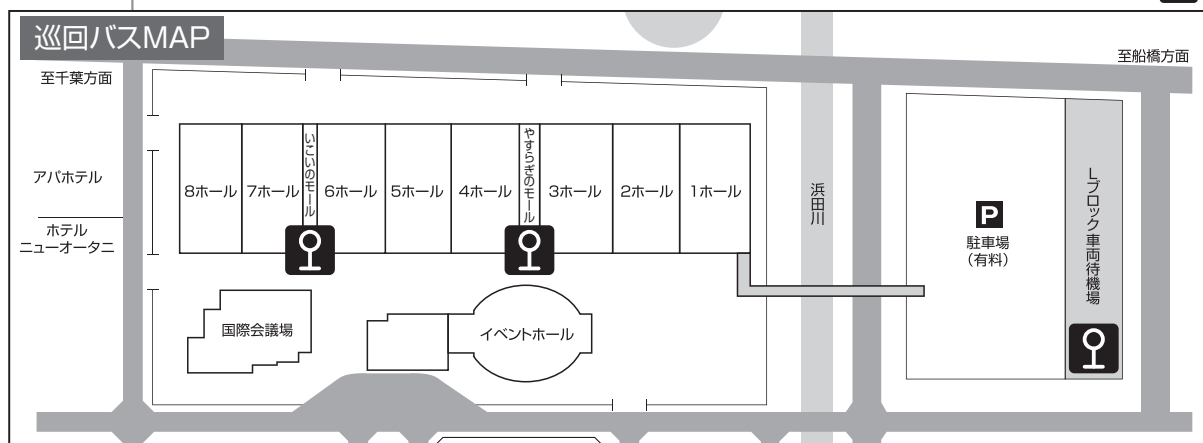 巡回バスMAP
至船橋方面
至千葉方面
アパホテル
ホテル
ニューオータニ
8ホール
7ホール
いこいのモール
6ホール
5ホール
4ホール
やすらぎのモール
3ホール
2ホール
1ホール
浜田川
P
駐車場
(有料)
Lブロック車両待機場
国際会議場
イベントホール